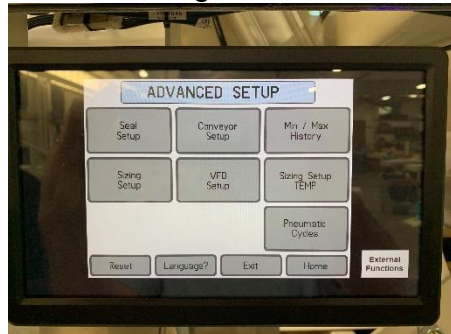 ADVANCED SETUP
Seal
Setup
Conveyor
Setup
Min / Max
History
Sizing
Setup
VFD
Setup
Sizing Setup
TEMP
Pneumatic
Cycles
Reset
Language?
Exit
Home
External
Functions